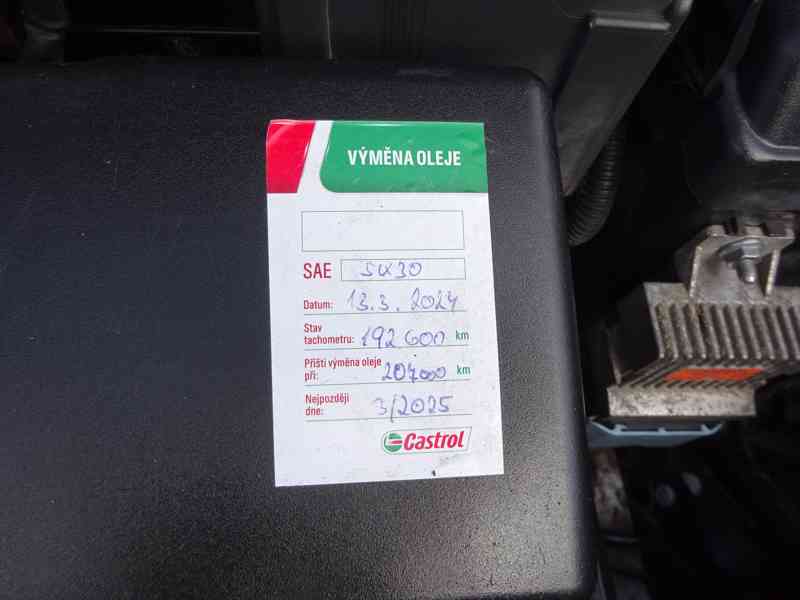 VÝMĚNA OLEJE
SAE 5W30
Datum: 13.3.2024
Stav
tachometru: 192 600 km
Příští výměna oleje
při: 207000 km
Nejpozději
dne: 3/2025
Castrol